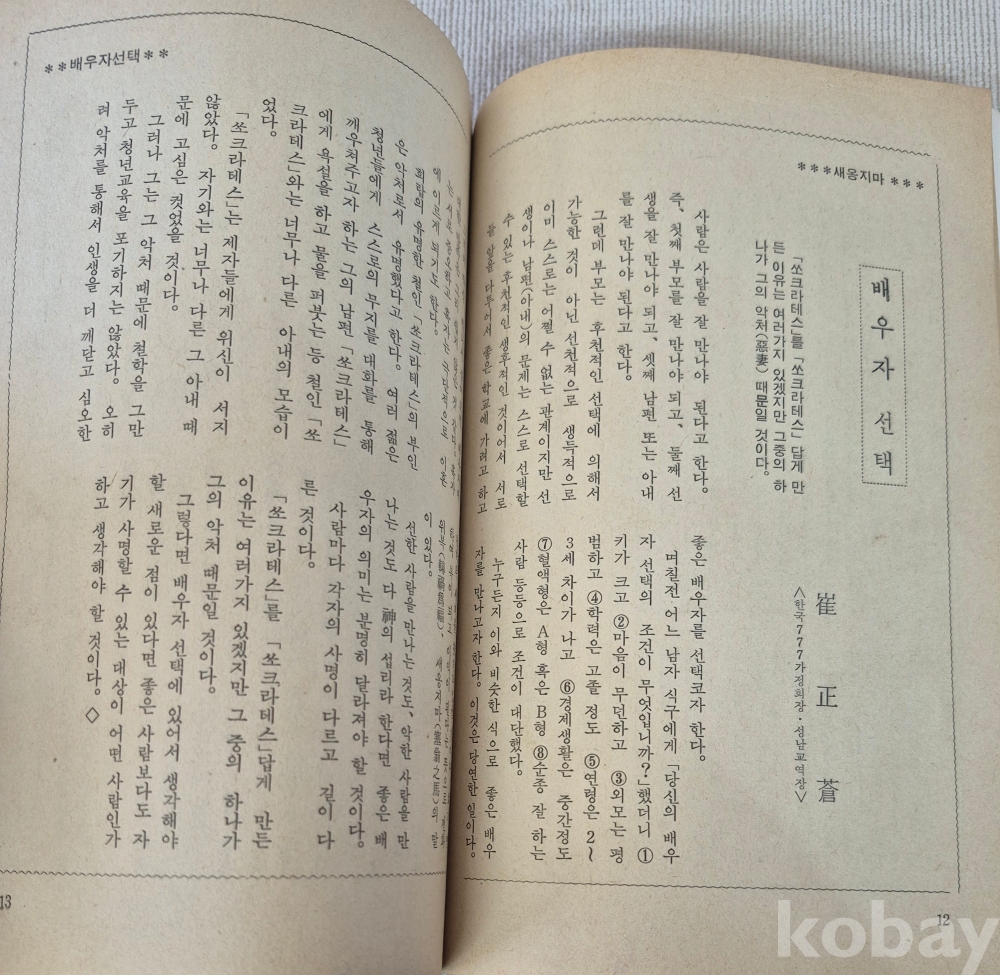 ***새옹지마 ***
배우자 선택
「쏘크라테스」를 「쏘크라테스」 답게 만
든 이유는 여러가지 있겠지만 그중의 하
나가 그의 악처(惡妻) 때문일 것이다.
崔 正 蒼
<한국777가정회장·성남교역장>
사람은 사람을 잘 만나야 된다고 한다.
즉, 첫째 부모를 잘 만나야 되고, 둘째 선
생을 잘 만나야 되고, 셋째 남편 또는 아내
를 잘 만나야 된다고 한다.
그런데 부모는 후천적인 선택에 의해서
가능한 것이 아닌 선천적으로 생득적으로
이미 스스로는 어쩔 수 없는 관계이지만 선
생이나 남편(아내)의 문제는 스스로 선택할
수 있는 후천적인 생후적인 것이어서 서로
들 앞을 다투어서 좋은 학교에 가려고 하고
좋은 배우자를 선택코자 한다.
며칠전 어느 남자 식구에게 「당신의 배우
자 선택의 조건이 무엇입니까?」했더니 ①
키가 크고 ②마음이 무던하고 ③외모는 평
범하고 ④학력은 고졸 정도 ⑤연령은 2~
3세 차이가 나고 ⑥경제생활은 중간정도
⑦혈액형은 A형 혹은 B형 ⑧순종 잘 하는
사람 등등으로 조건이 대단했다.
누구든지 이와 비슷한 식으로 좋은 배우
자를 만나고자 한다. 이것은 당연한 일이다.
12
**배우자선택**
에 이르게 되기도 한다.
희랍의 유명한 철인 「쏘크라테스」의 부인
은 악처로서 유명했다고 한다. 여러 젊은
청년들에게 스스로의 무지를 대화를 통해
깨우쳐주고자 하는 그의 남편 「쏘크라테스」
에게 욕설을 하고 물을 퍼붓는 등 철인 「쏘
크라테스」와는 너무나 다른 아내의 모습이
었다.
「쏘크라테스」는 제자들에게 위신이 서지
않았다. 자기와는 너무나 다른 그 아내 때
문에 고심은 컷었을 것이다.
그러나 그는 그 악처 때문에 철학을 그만
두고 청년교육을 포기하지는 않았다. 오히
려 악처를 통해서 인생을 더 깨닫고 심오한
새옹지마(塞翁之馬)의 말
이 있다.
선한 사람을 만나는 것도, 악한 사람을 만
나는 것도 다 神의 섭리라 한다면 좋은 배
우자의 의미는 분명히 달라져야 할 것이다.
사람마다 각자의 사명이 다르고 길이 다
른 것이다.
「쏘크라테스」를 「쏘크라테스」답게 만든
이유는 여러가지 있겠지만 그 중의 하나가
그의 악처 때문일 것이다.
그렇다면 배우자 선택에 있어서 생각해야
할 새로운 점이 있다면 좋은 사람보다도 자
기가 사명할 수 있는 대상이 어떤 사람인가
하고 생각해야 할 것이다. ◇
13
kobay